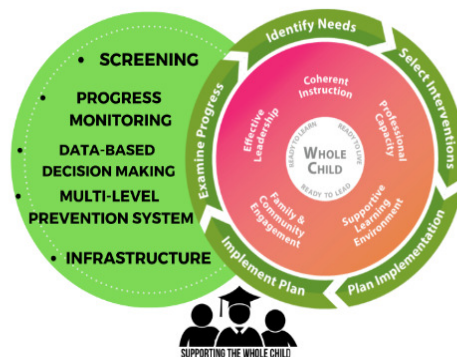 • SCREENING
• PROGRESS
MONITORING
• DATA-BASED
DECISION MAKING
• MULTI-LEVEL
PREVENTION SYSTEM
• INFRASTRUCTURE
Identify Needs
Select Interventions
Plan Implementation
Implement Plan
Examine Progress
Coherent
Instruction
Professional
Capacity
Supportive
Learning
Environment
Family &
Community
Engagement
Effective
Leadership
READY TO LEARN
READY TO LIVE
READY TO LEAD
WHOLE
CHILD
SUPPORTING THE WHOLE CHILD